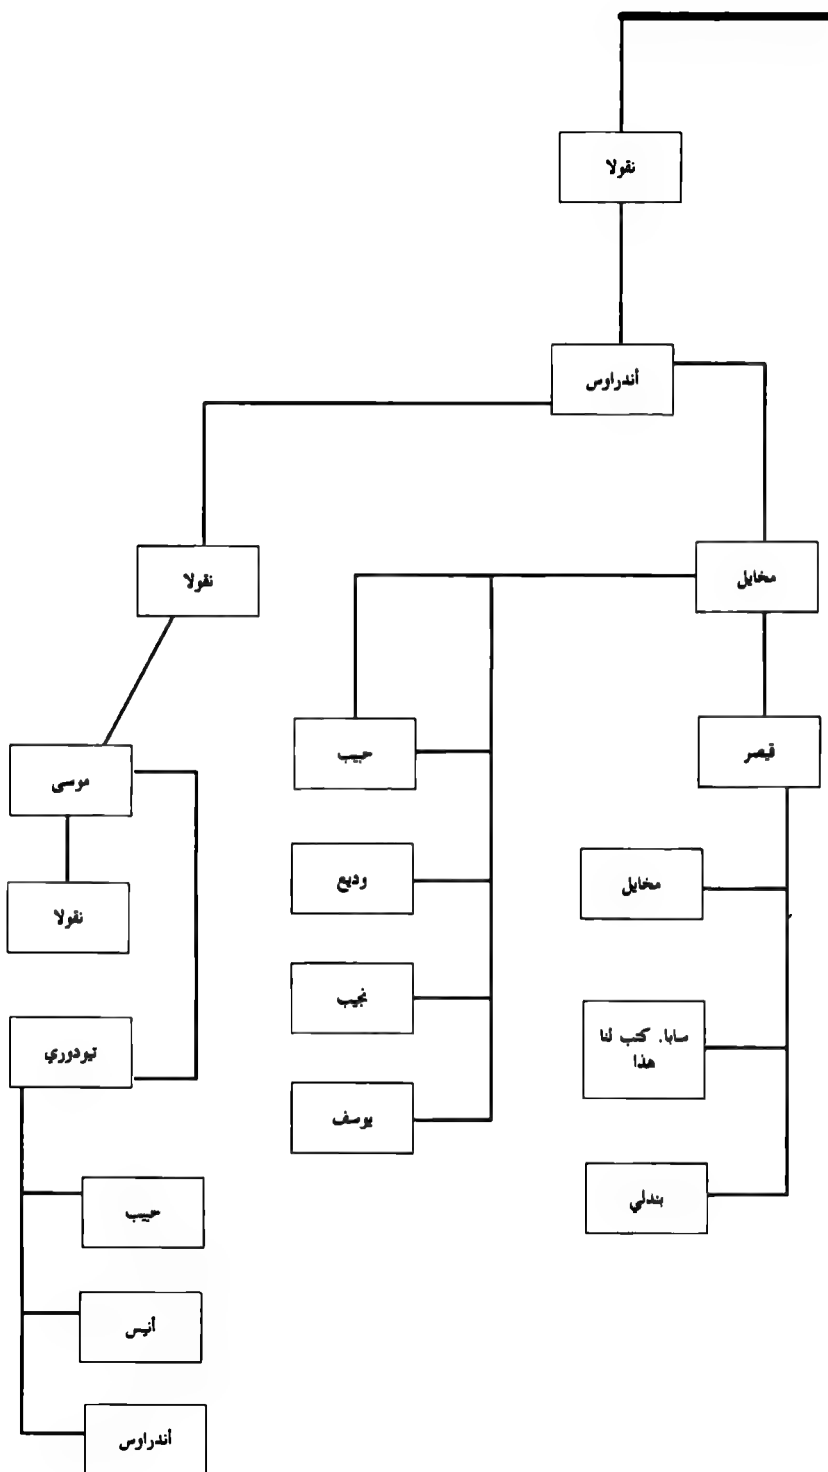 نقولا
أندراوس
مخايل
نقولا
قيصر
حبيب
موسى
مخايل
وديع
نقولا
سابا. كتب لنا
هذا
نجيب
تيودوري
يوسف
بندلي
حبيب
أنيس
أندراوس